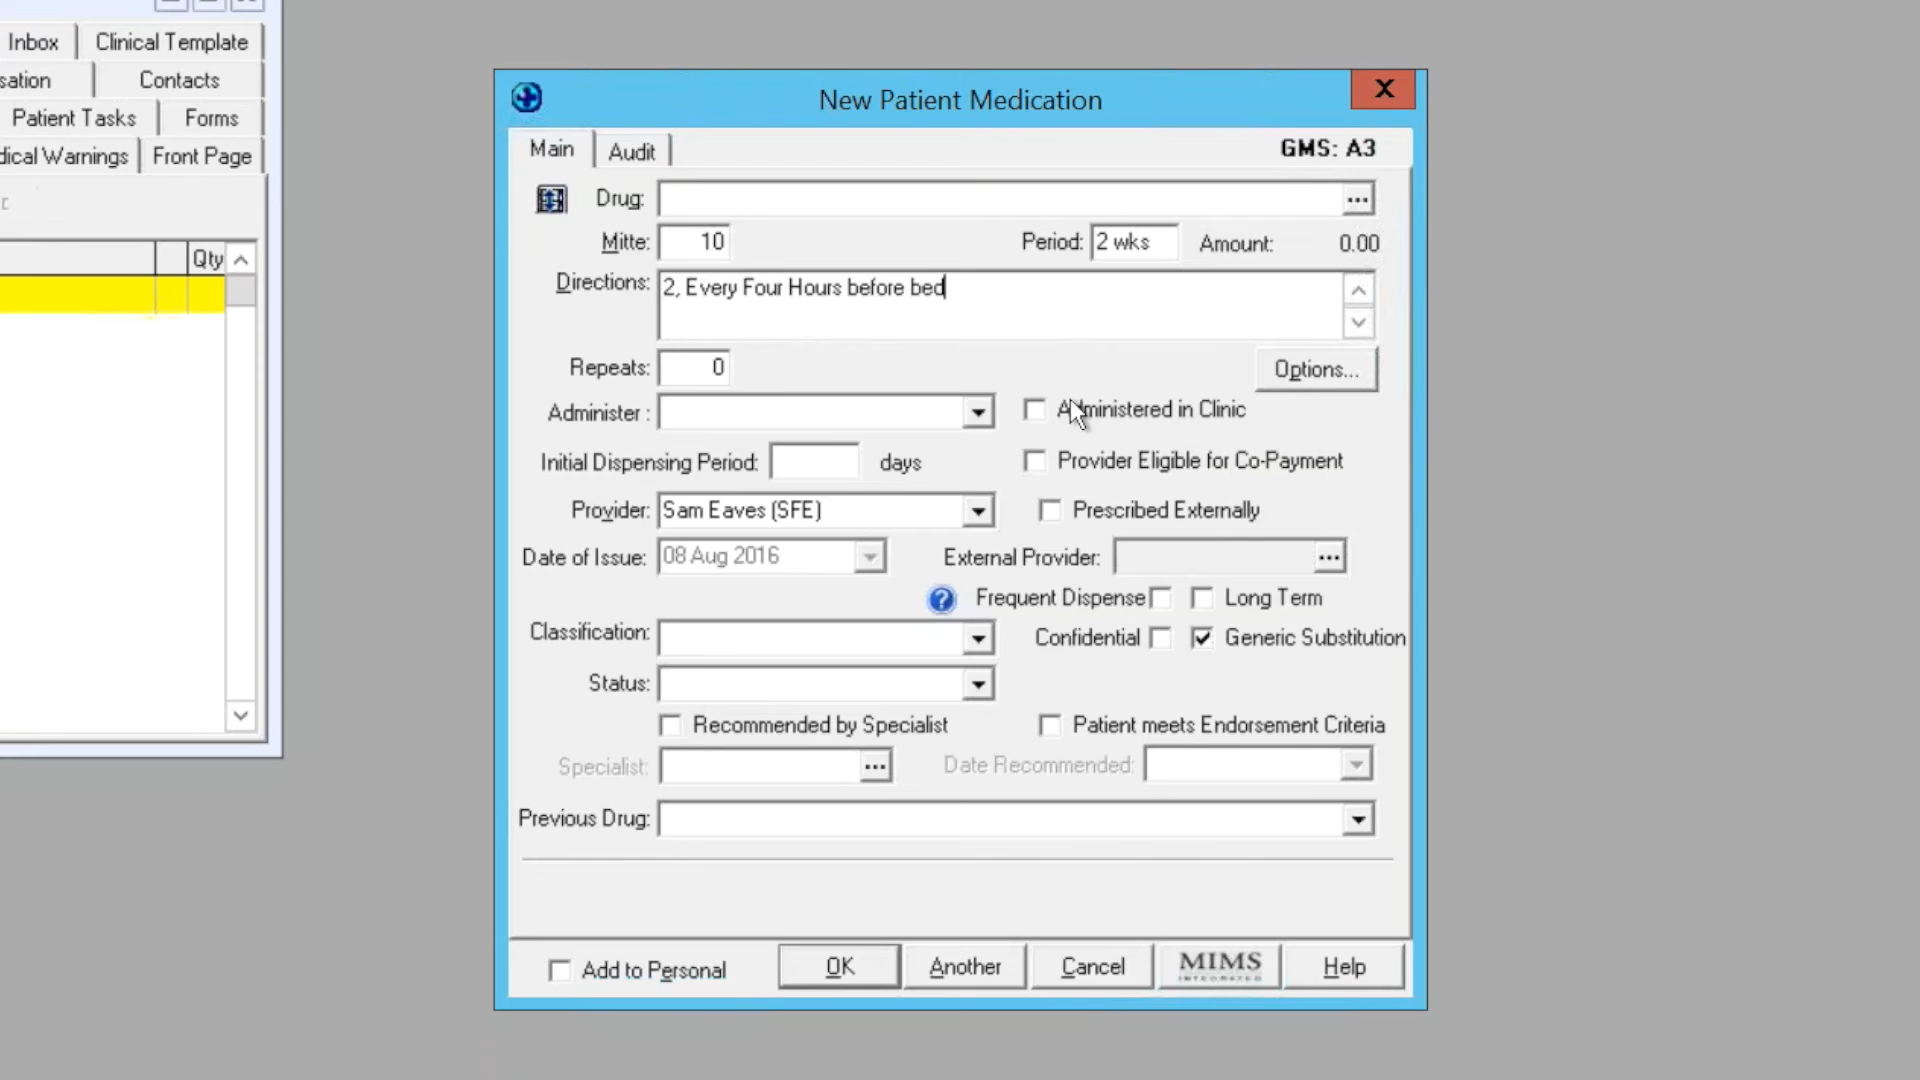 Inbox Clinical Template
sation Contacts
Patient Tasks Forms
dical Warnings Front Page
Qty
New Patient Medication X
Main Audit GMS: A3
Drug: ...
Mitte: 10 Period: 2 wks Amount: 0.00
Directions: 2, Every Four Hours before bed
Repeats: 0 Options...
Administer : Administered in Clinic
Initial Dispensing Period: days Provider Eligible for Co-Payment
Provider: Sam Eaves (SFE) Prescribed Externally
Date of Issue: 08 Aug 2016 External Provider: ...
? Frequent Dispense Long Term
Classification: Confidential Generic Substitution
Status:
Recommended by Specialist Patient meets Endorsement Criteria
Specialist: ... Date Recommended:
Previous Drug:
Add to Personal OK Another Cancel MIMS INTEGRATED Help